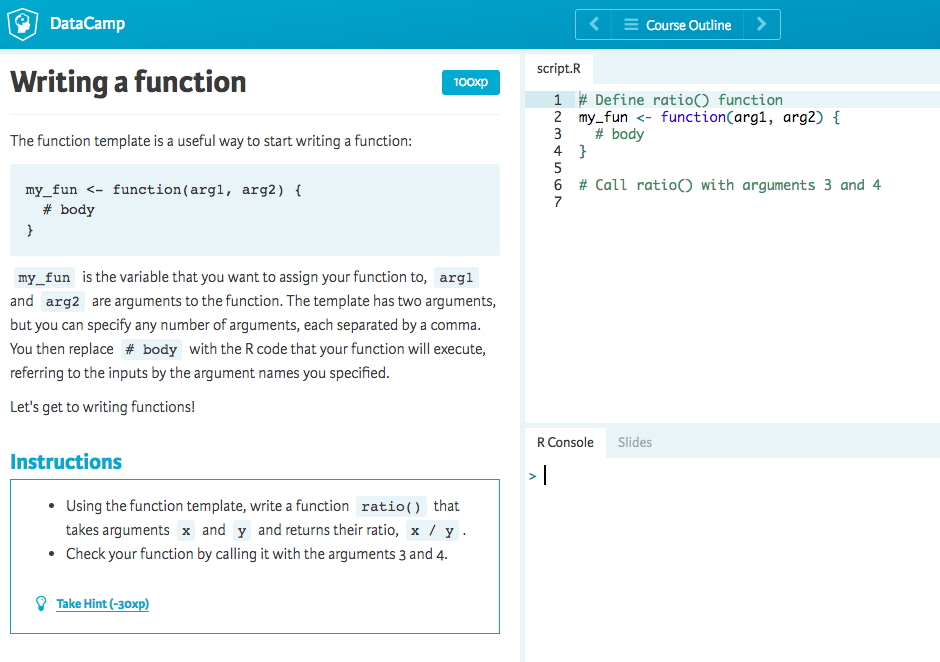 DataCamp
Course Outline
Writing a function
100xp
The function template is a useful way to start writing a function:
my_fun <- function(arg1, arg2) {
  # body
}
my_fun is the variable that you want to assign your function to, arg1
and arg2 are arguments to the function. The template has two arguments,
but you can specify any number of arguments, each separated by a comma.
You then replace # body with the R code that your function will execute,
referring to the inputs by the argument names you specified.
Let's get to writing functions!
Instructions
• Using the function template, write a function ratio() that
takes arguments x and y and returns their ratio, x / y .
• Check your function by calling it with the arguments 3 and 4.
Take Hint (-30xp)
script.R
1 # Define ratio() function
2 my_fun <- function(arg1, arg2) {
3   # body
4 }
5
6 # Call ratio() with arguments 3 and 4
7
R Console Slides
>